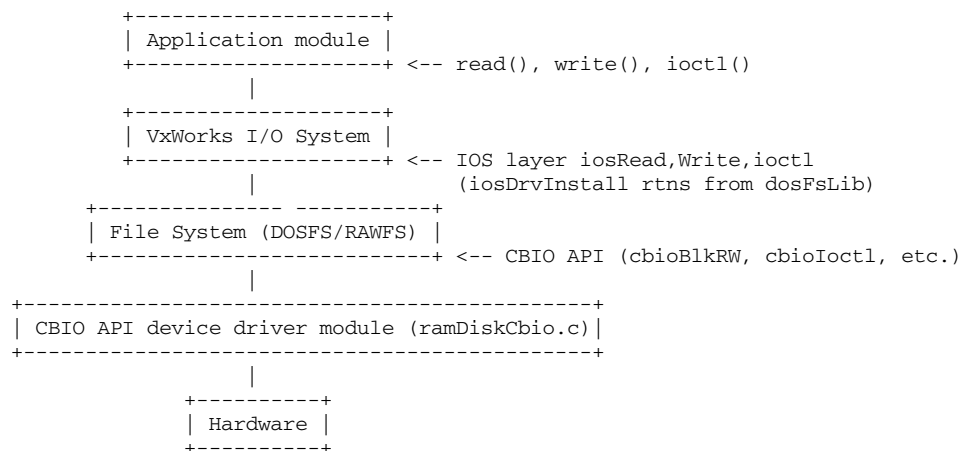 Application module
<-- read(), write(), ioctl()
VxWorks I/O System
<-- IOS layer iosRead,Write,ioctl
(iosDrvInstall rtns from dosFsLib)
File System (DOSFS/RAWFS)
<-- CBIO API (cbioBlkRW, cbioIoctl, etc.)
CBIO API device driver module (ramDiskCbio.c)
Hardware